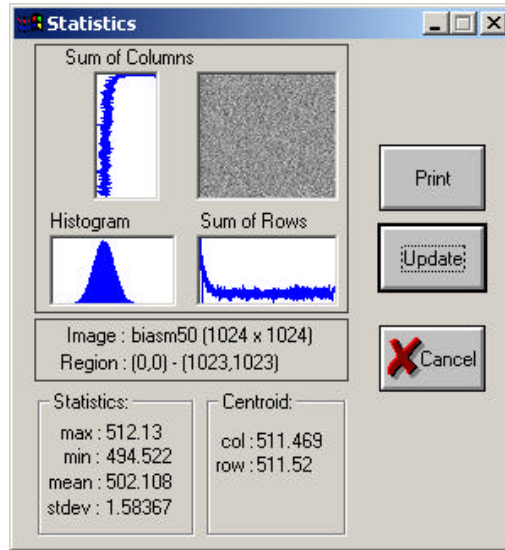 Statistics
Sum of Columns
Histogram
Sum of Rows
Print
Update
Cancel
Image : biasm50 (1024 x 1024)
Region : (0,0) - (1023,1023)
Statistics:
max : 512.13
min : 494.522
mean : 502.108
stdev : 1.58367
Centroid:
col : 511.469
row : 511.52